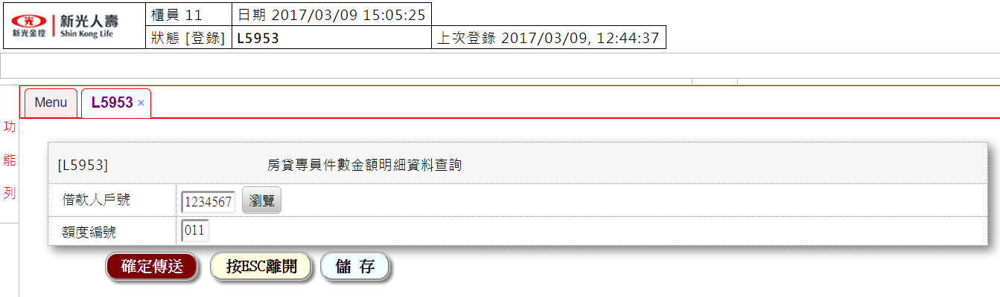 新光金控 新光人壽 Shin Kong Life
櫃員 11 日期 2017/03/09 15:05:25
狀態 [登錄] L5953 上次登錄 2017/03/09, 12:44:37
Menu L5953 ×
功能列
[L5953] 房貸專員件數金額明細資料查詢
借款人戶號 1234567 瀏覽
額度編號 011
確定傳送 按ESC離開 儲 存